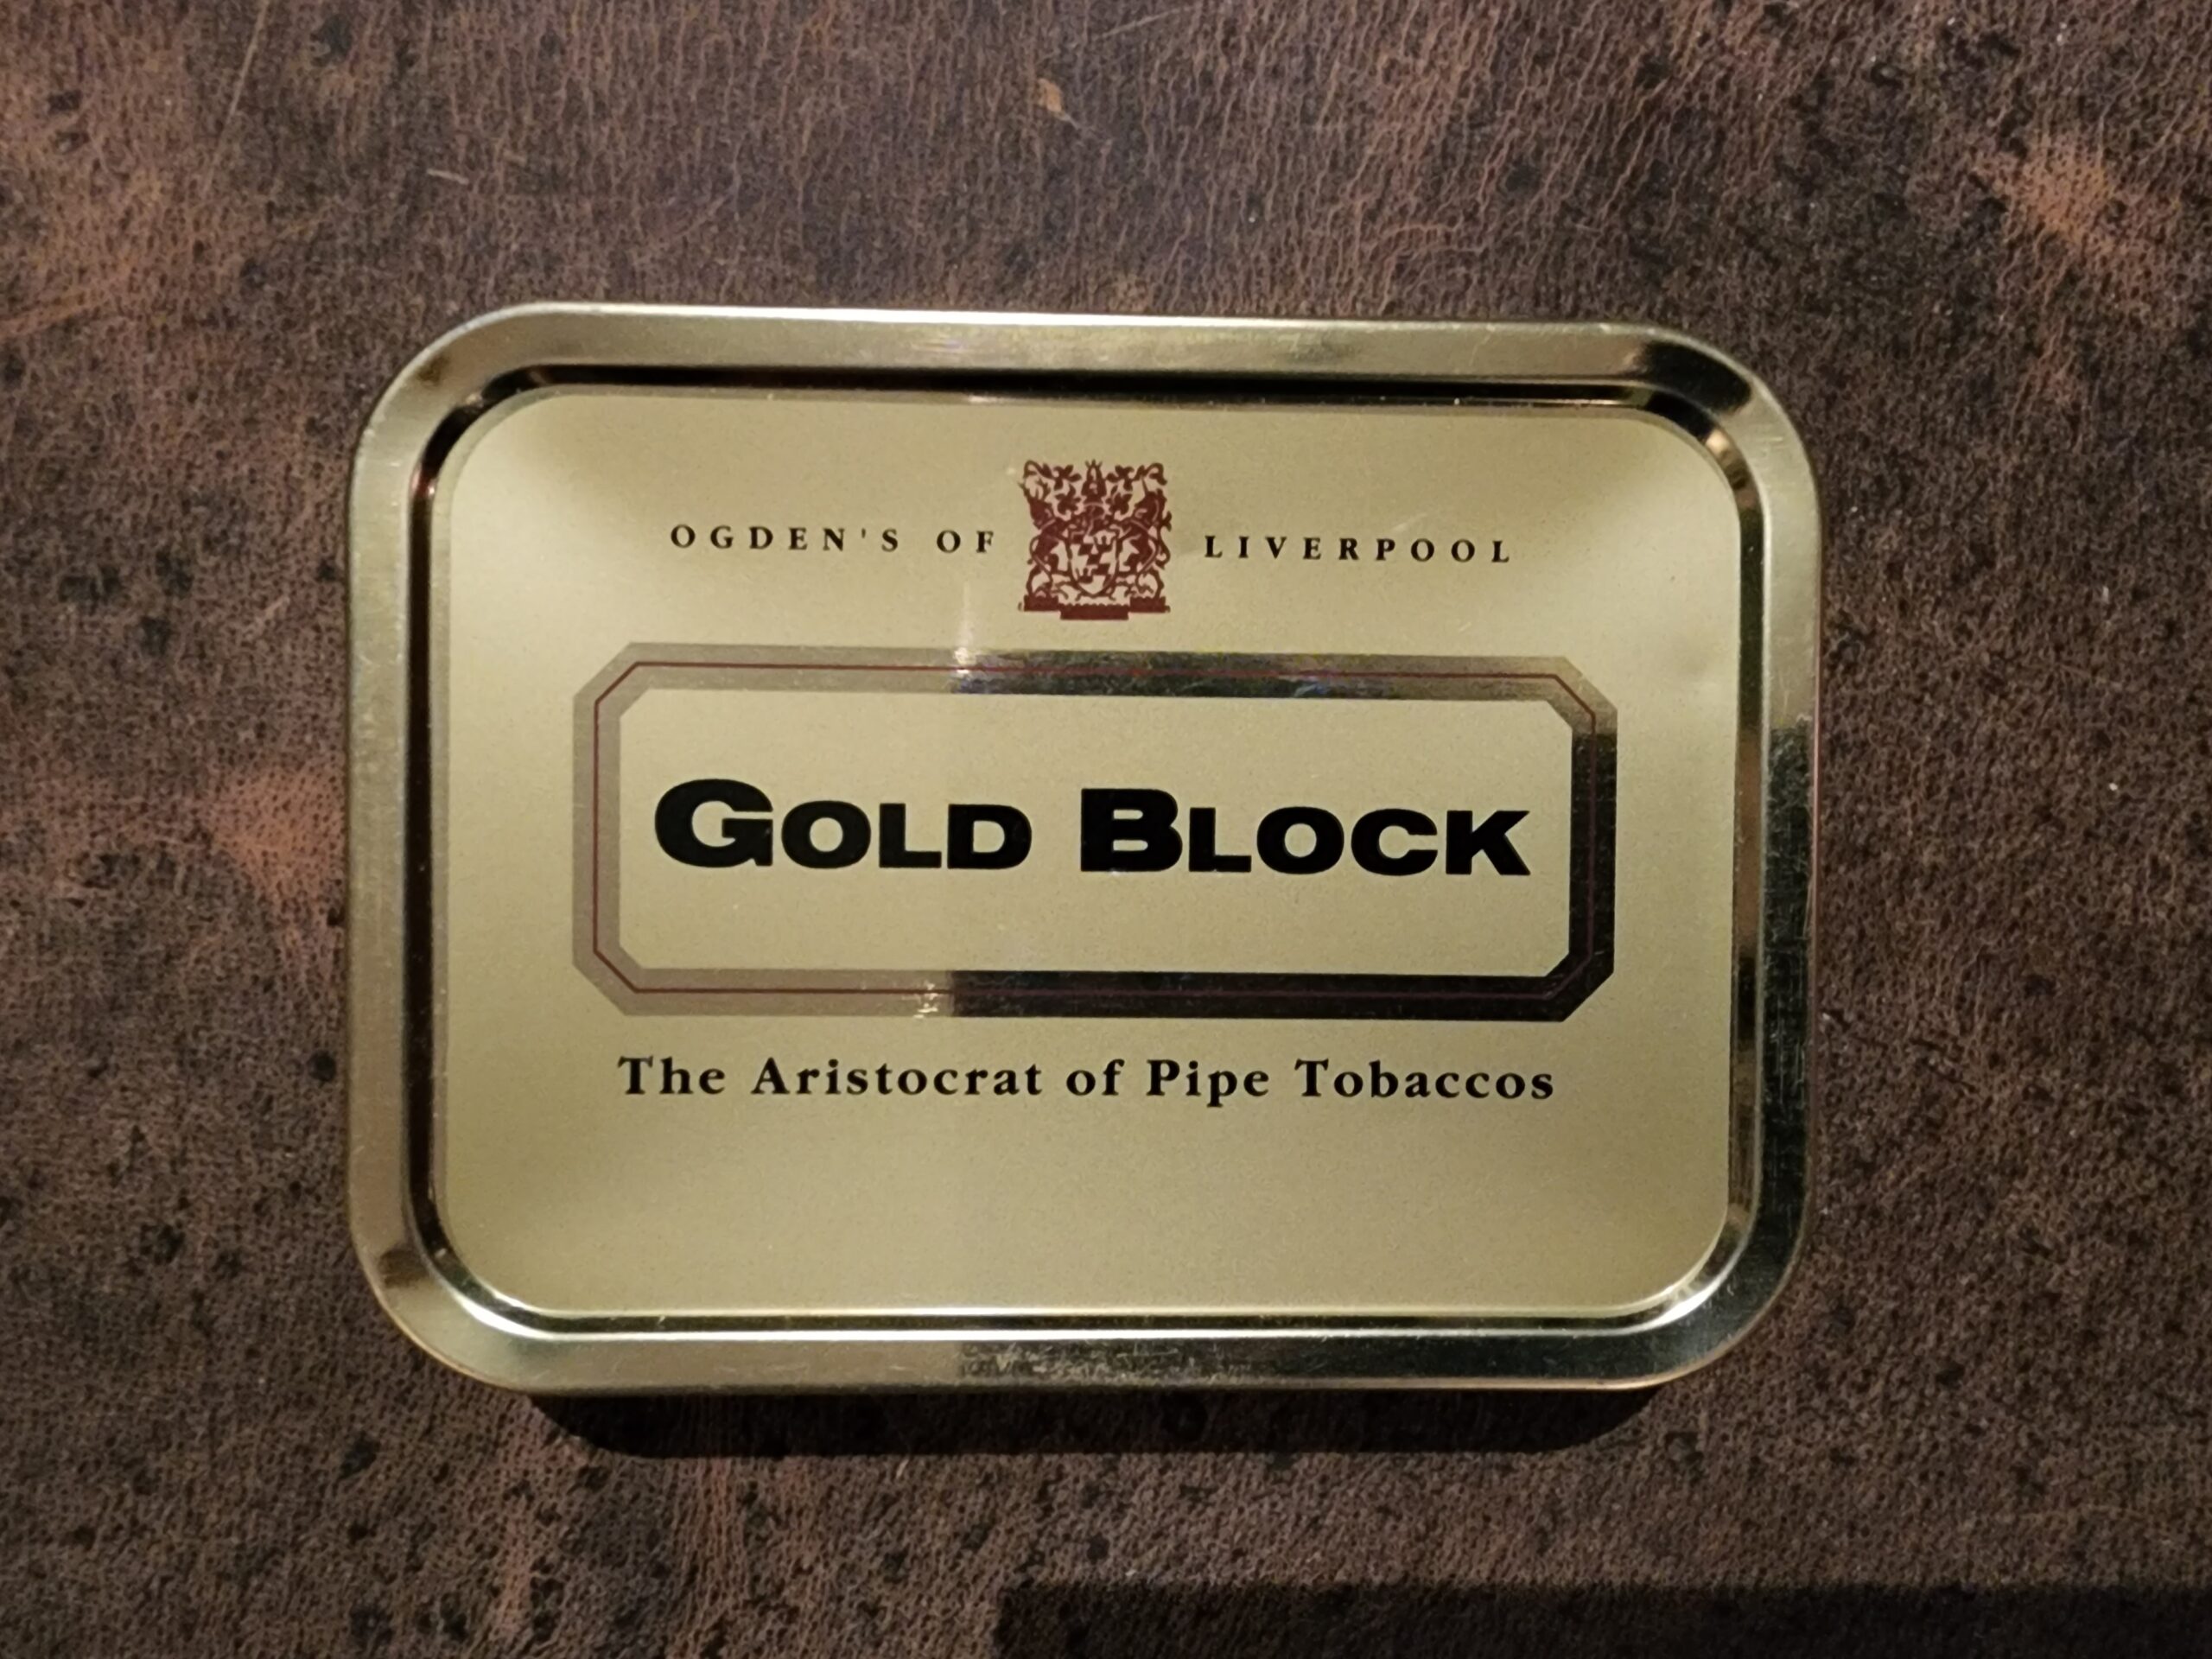 OGDEN'S OF LIVERPOOL
GOLD BLOCK
The Aristocrat of Pipe Tobaccos